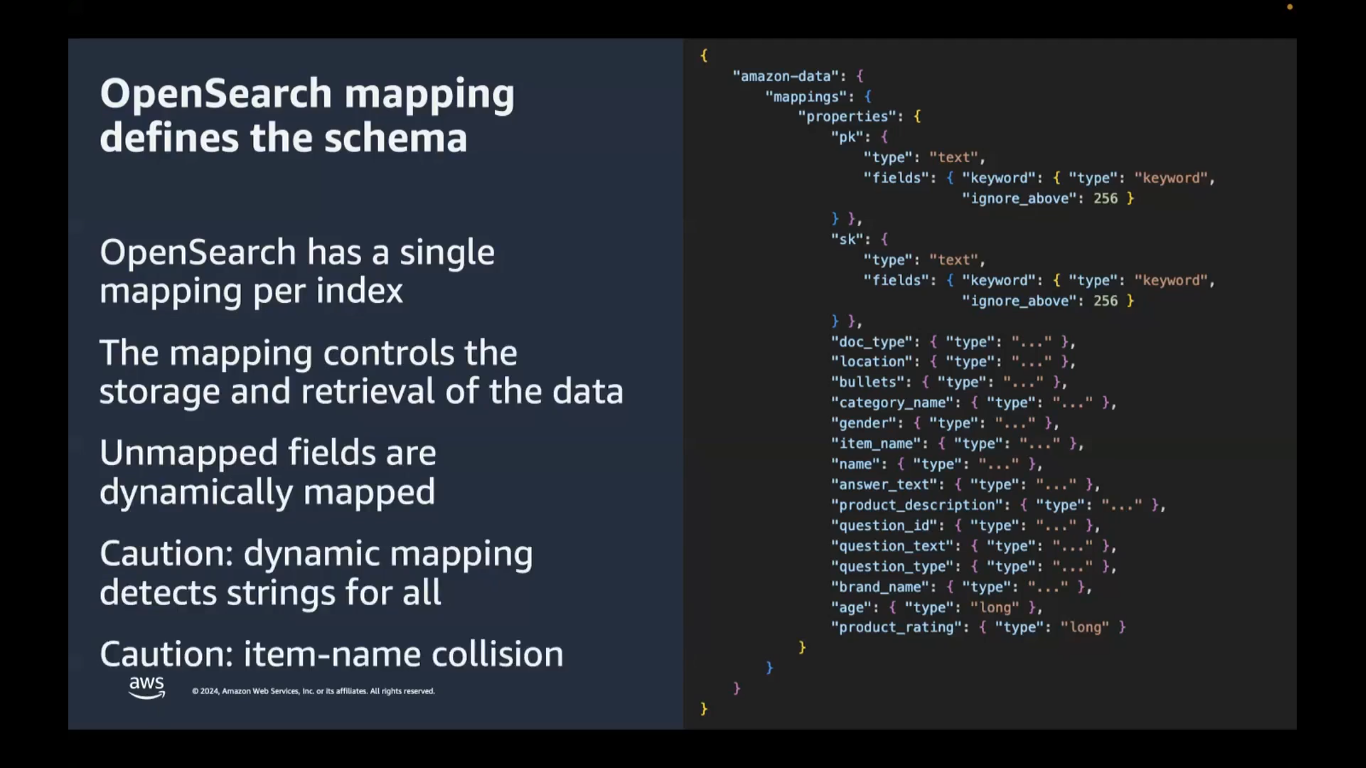 OpenSearch mapping
defines the schema
OpenSearch has a single
mapping per index
The mapping controls the
storage and retrieval of the data
Unmapped fields are
dynamically mapped
Caution: dynamic mapping
detects strings for all
Caution: item-name collision
aws
© 2024, Amazon Web Services, Inc. or its affiliates. All rights reserved.
{
"amazon-data": {
"mappings": {
"properties": {
"pk": {
"type": "text",
"fields": { "keyword": { "type": "keyword",
"ignore_above": 256 }
} },
"sk": {
"type": "text",
"fields": { "keyword": { "type": "keyword",
"ignore_above": 256 }
} },
"doc_type": { "type": "..." },
"location": { "type": "..." },
"bullets": { "type": "..." },
"category_name": { "type": "..." },
"gender": { "type": "..." },
"item_name": { "type": "..." },
"name": { "type": "..." },
"answer_text": { "type": "..." },
"product_description": { "type": "..." },
"question_id": { "type": "..." },
"question_text": { "type": "..." },
"question_type": { "type": "..." },
"brand_name": { "type": "..." },
"age": { "type": "long" },
"product_rating": { "type": "long" }
}
}
}
}